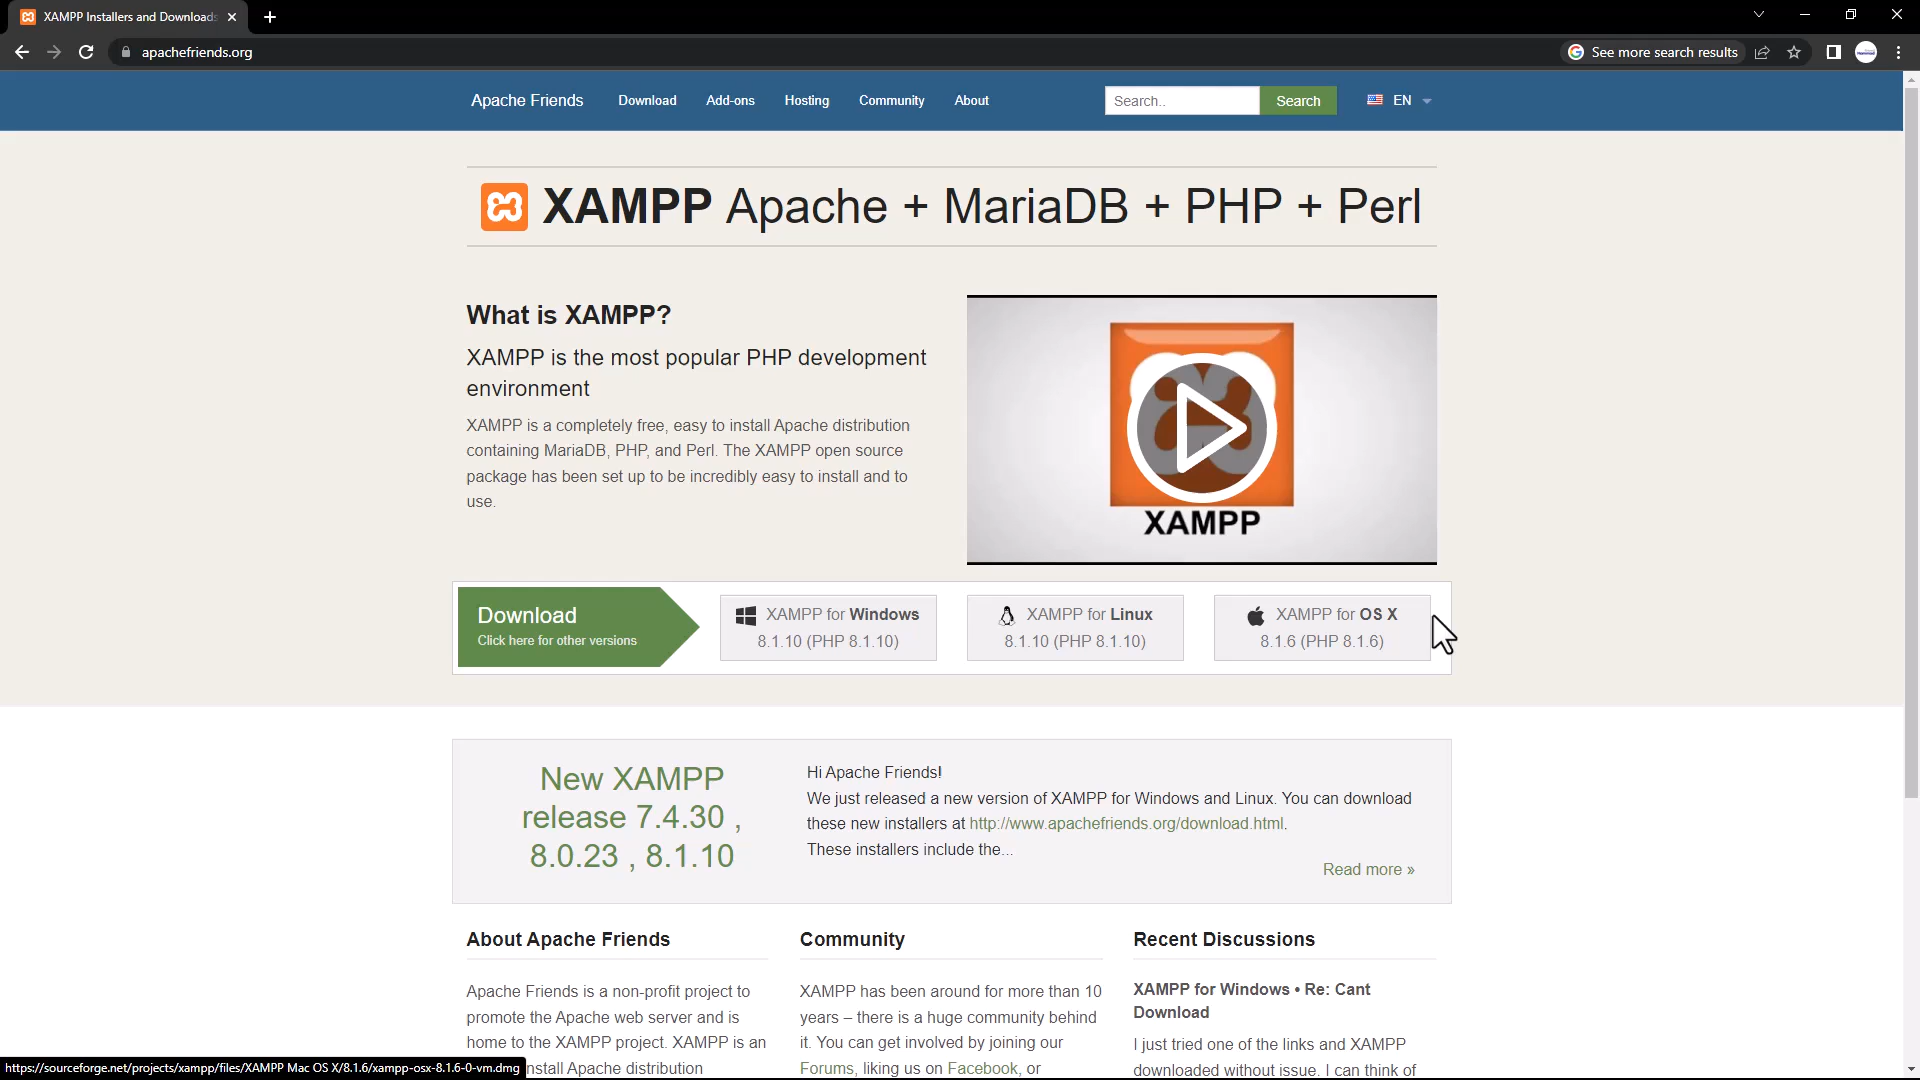 XAMPP Installers and Downloads
apachefriends.org
See more search results
Apache Friends
Download
Add-ons
Hosting
Community
About
Search..
Search
EN
XAMPP Apache + MariaDB + PHP + Perl
What is XAMPP?
XAMPP is the most popular PHP development
environment
XAMPP is a completely free, easy to install Apache distribution
containing MariaDB, PHP, and Perl. The XAMPP open source
package has been set up to be incredibly easy to install and to
use.
XAMPP
Download
Click here for other versions
XAMPP for Windows
8.1.10 (PHP 8.1.10)
XAMPP for Linux
8.1.10 (PHP 8.1.10)
XAMPP for OS X
8.1.6 (PHP 8.1.6)
New XAMPP
release 7.4.30 ,
8.0.23 , 8.1.10
Hi Apache Friends!
We just released a new version of XAMPP for Windows and Linux. You can download
these new installers at http://www.apachefriends.org/download.html.
These installers include the...
Read more »
About Apache Friends
Apache Friends is a non-profit project to
promote the Apache web server and is
home to the XAMPP project. XAMPP is an
nstall Apache distribution
Community
XAMPP has been around for more than 10
years – there is a huge community behind
it. You can get involved by joining our
Forums, liking us on Facebook, or
Recent Discussions
XAMPP for Windows • Re: Cant
Download
I just tried one of the links and XAMPP
downloaded without issue. I can think of
https://sourceforge.net/projects/xampp/files/XAMPP Mac OS X/8.1.6/xampp-osx-8.1.6-0-vm.dmg